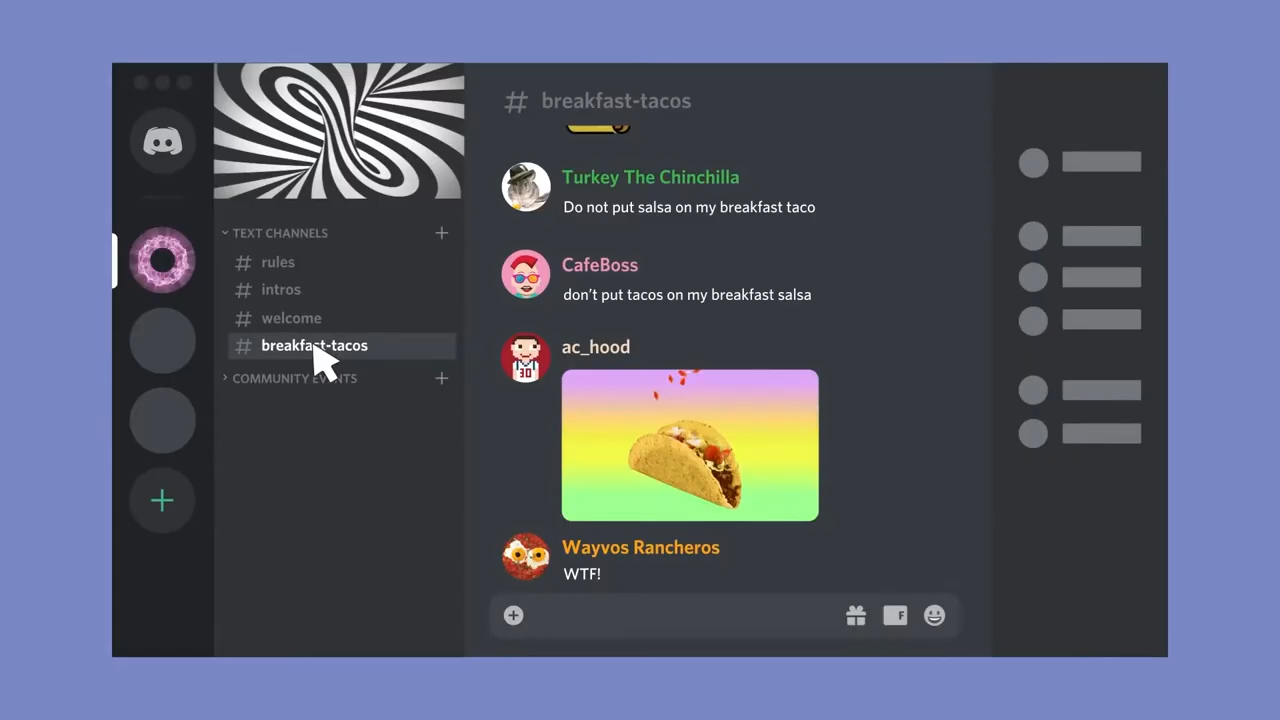 TEXT CHANNELS
# rules
# intros
# welcome
# breakfast-tacos
COMMUNITY EVENTS
# breakfast-tacos
Turkey The Chinchilla
Do not put salsa on my breakfast taco
CafeBoss
don't put tacos on my breakfast salsa
ac_hood
30
Wayvos Rancheros
WTF!
F